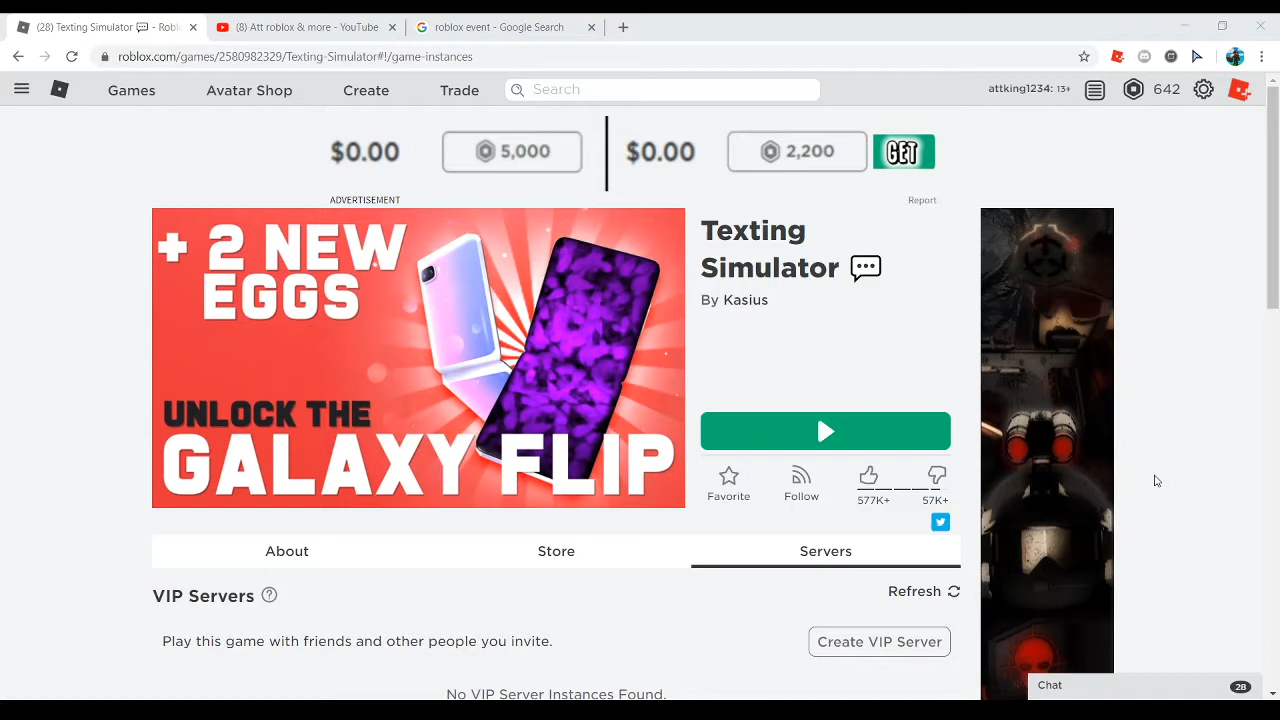 (28) Texting Simulator 💬 - Roblo
(8) Att roblox & more - YouTube
roblox event - Google Search
roblox.com/games/2580982329/Texting-Simulator#!/game-instances
Games
Avatar Shop
Create
Trade
Search
attking1234: 13+
642
$0.00
5,000
$0.00
2,200
GET
ADVERTISEMENT
Report
+ 2 NEW
EGGS
UNLOCK THE
GALAXY FLIP
Texting
Simulator 💬
By Kasius
Favorite
Follow
577K+
57K+
About
Store
Servers
VIP Servers
Refresh
Play this game with friends and other people you invite.
Create VIP Server
No VIP Server Instances Found.
Chat
28